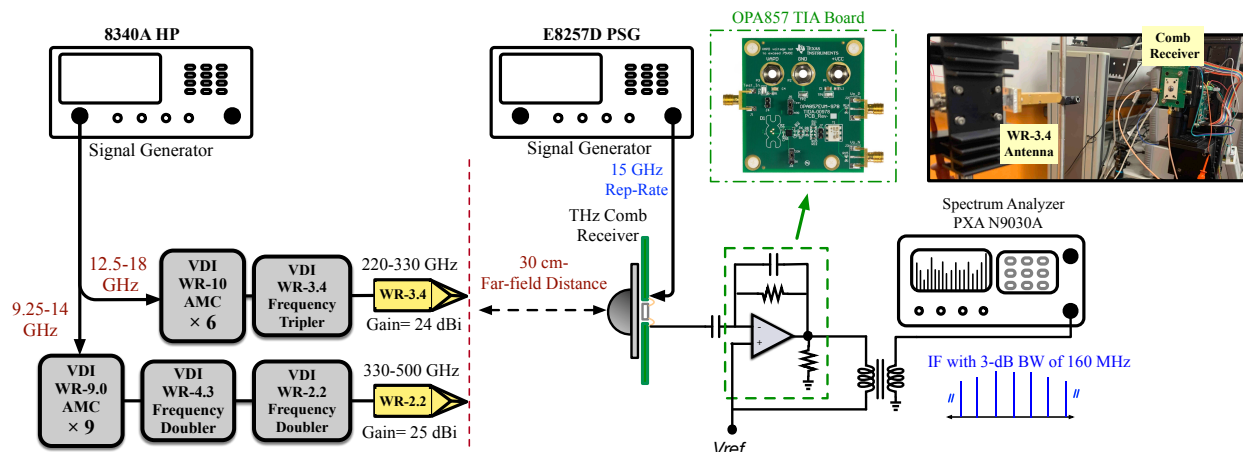 8340A HP
Signal Generator
E8257D PSG
Signal Generator
15 GHz
Rep-Rate
THz Comb
Receiver
OPA857 TIA Board
TEXAS
INSTRUMENTS
GND
+VCC
Comb
Receiver
WR-3.4
Antenna
Spectrum Analyzer
PXA N9030A
12.5-18
GHz
9.25-14
GHz
VDI
WR-10
AMC
× 6
VDI
WR-3.4
Frequency
Tripler
220-330 GHz
WR-3.4
Gain= 24 dBi
30 cm-
Far-field Distance
VDI
WR-9.0
AMC
× 9
VDI
WR-4.3
Frequency
Doubler
VDI
WR-2.2
Frequency
Doubler
330-500 GHz
WR-2.2
Gain= 25 dBi
-
+
Vref
IF with 3-dB BW of 160 MHz